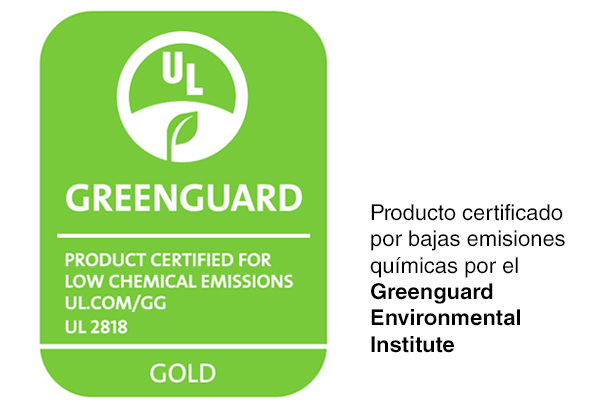 UL
GREENGUARD
PRODUCT CERTIFIED FOR
LOW CHEMICAL EMISSIONS
UL.COM/GG
UL 2818
GOLD
Producto certificado
por bajas emisiones
químicas por el
Greenguard
Environmental
Institute